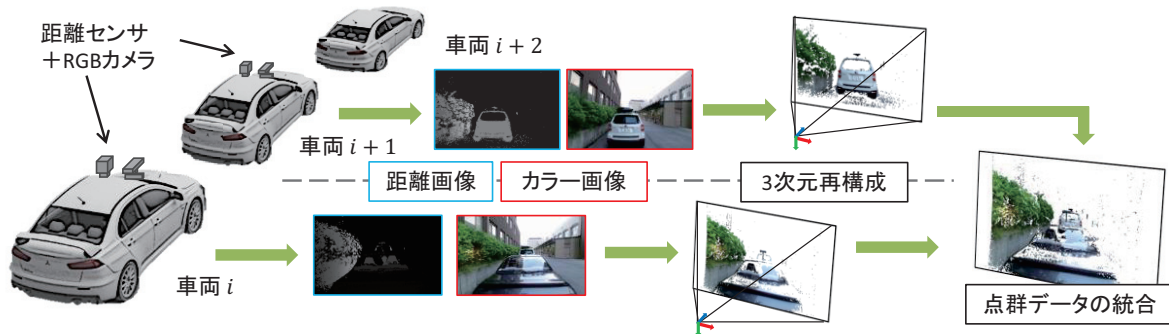 距離センサ
＋RGBカメラ
車両 i + 2
車両 i + 1
距離画像
カラー画像
3次元再構成
車両 i
点群データの統合